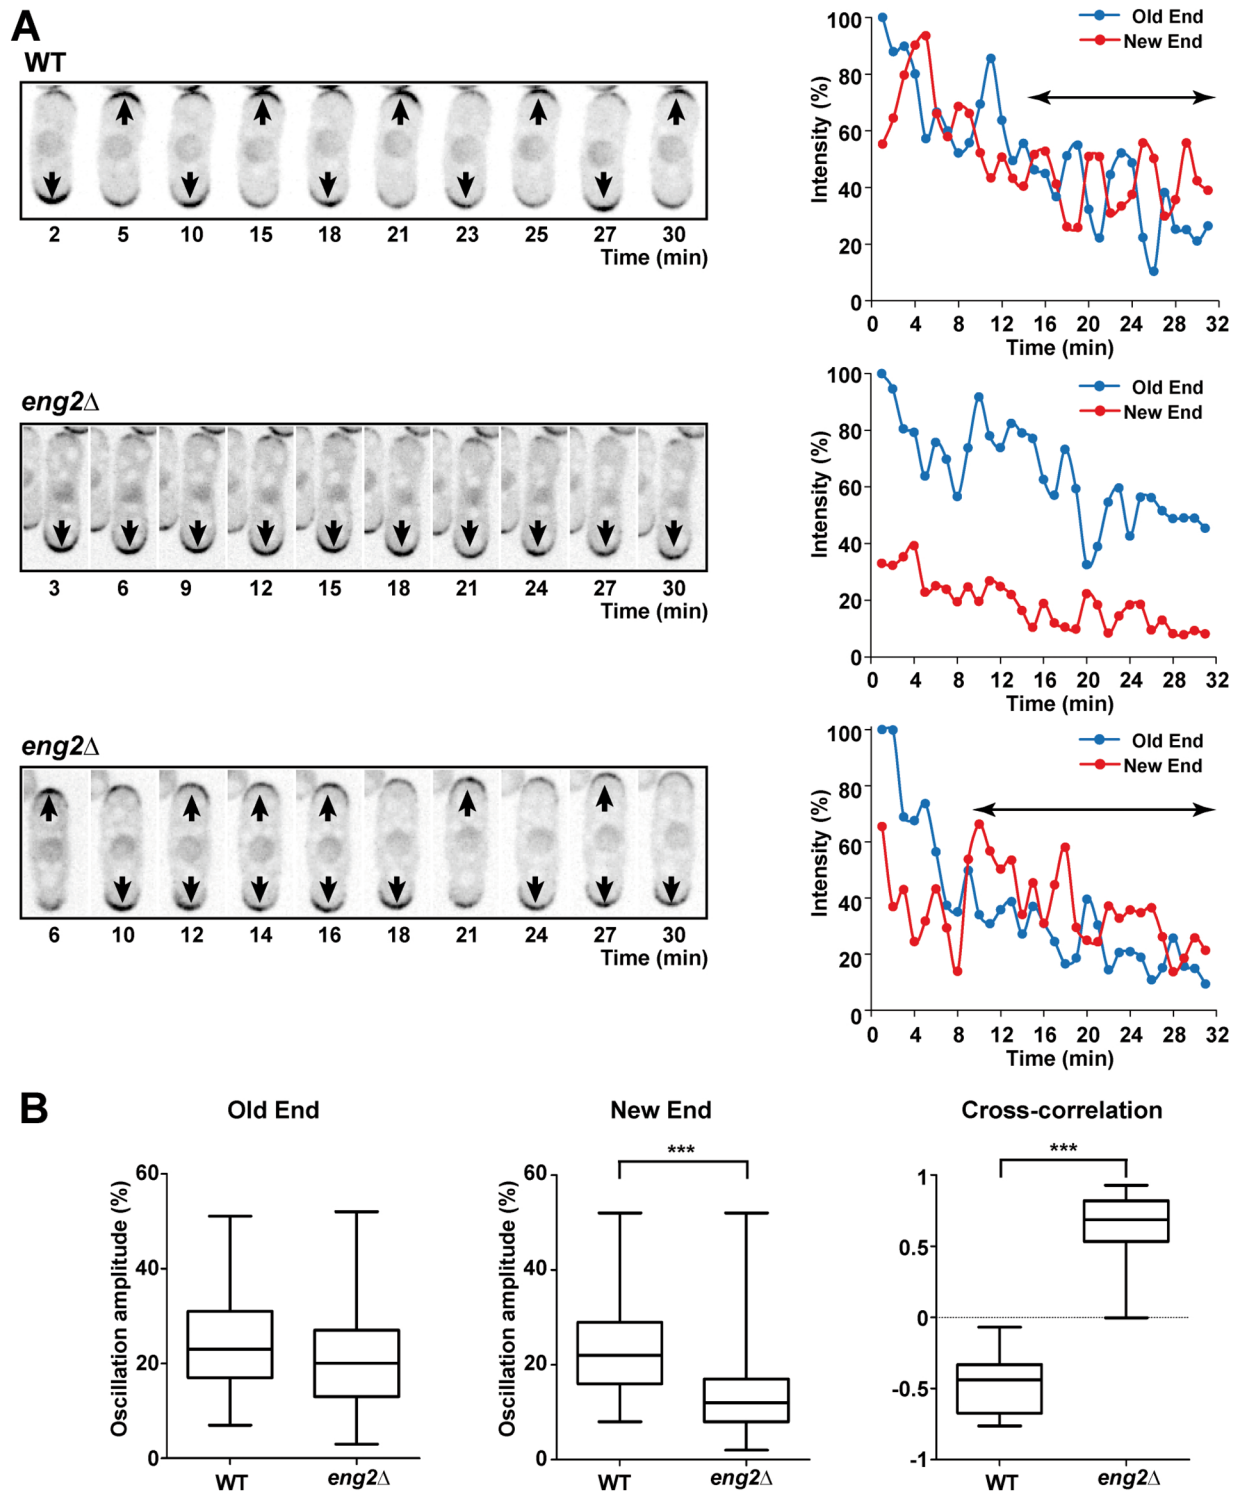 A
WT
2 5 10 15 18 21 23 25 27 30
Time (min)
Old End
New End
Intensity (%)
100
80
60
40
20
0
0 4 8 12 16 20 24 28 32
Time (min)
eng2Δ
3 6 9 12 15 18 21 24 27 30
Time (min)
Old End
New End
Intensity (%)
100
80
60
40
20
0
0 4 8 12 16 20 24 28 32
Time (min)
eng2Δ
6 10 12 14 16 18 21 24 27 30
Time (min)
Old End
New End
Intensity (%)
100
80
60
40
20
0
0 4 8 12 16 20 24 28 32
Time (min)
B
Old End
Oscillation amplitude (%)
60
40
20
0
WT eng2Δ
New End
***
Oscillation amplitude (%)
60
40
20
0
WT eng2Δ
Cross-correlation
***
1
0.5
0
-0.5
-1
WT eng2Δ